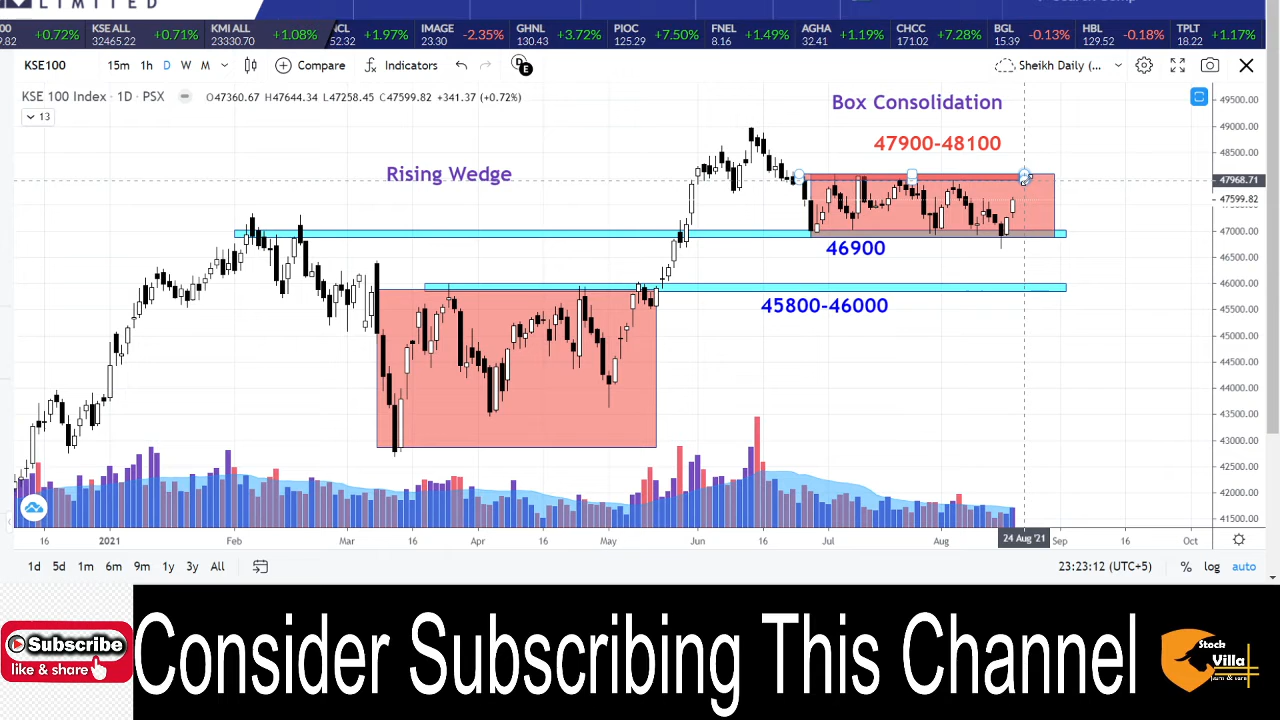 LIMITED
KSE ALL KMI ALL NCL IMAGE GHNL PIOC FNEL AGHA CHCC BGL HBL TPLT
+0.72% 32465.22 +0.71% 23330.70 +1.08% 52.32 +1.97% 23.30 -2.35% 130.43 +3.72% 125.29 +7.50% 8.16 +1.49% 32.41 +1.19% 171.02 +7.28% 15.39 -0.13% 129.52 -0.18% 18.22 +1.17%
KSE100 15m 1h D W M Compare Indicators D E Sheikh Daily (...
KSE 100 Index · 1D · PSX O47360.67 H47644.34 L47258.45 C47599.82 +341.37 (+0.72%)
13
Box Consolidation
47900-48100
Rising Wedge
46900
45800-46000
49500.00
49000.00
48500.00
47968.71
47599.82
47000.00
46500.00
46000.00
45500.00
45000.00
44500.00
44000.00
43500.00
43000.00
42500.00
42000.00
41500.00
16 2021 Feb Mar 16 Apr 16 May Jun 16 Jul Aug 24 Aug '21 Sep 16 Oct
1d 5d 1m 6m 9m 1y 3y All 23:23:12 (UTC+5) % log auto
Subscribe
like & share
Consider Subscribing This Channel
Stock
Villa